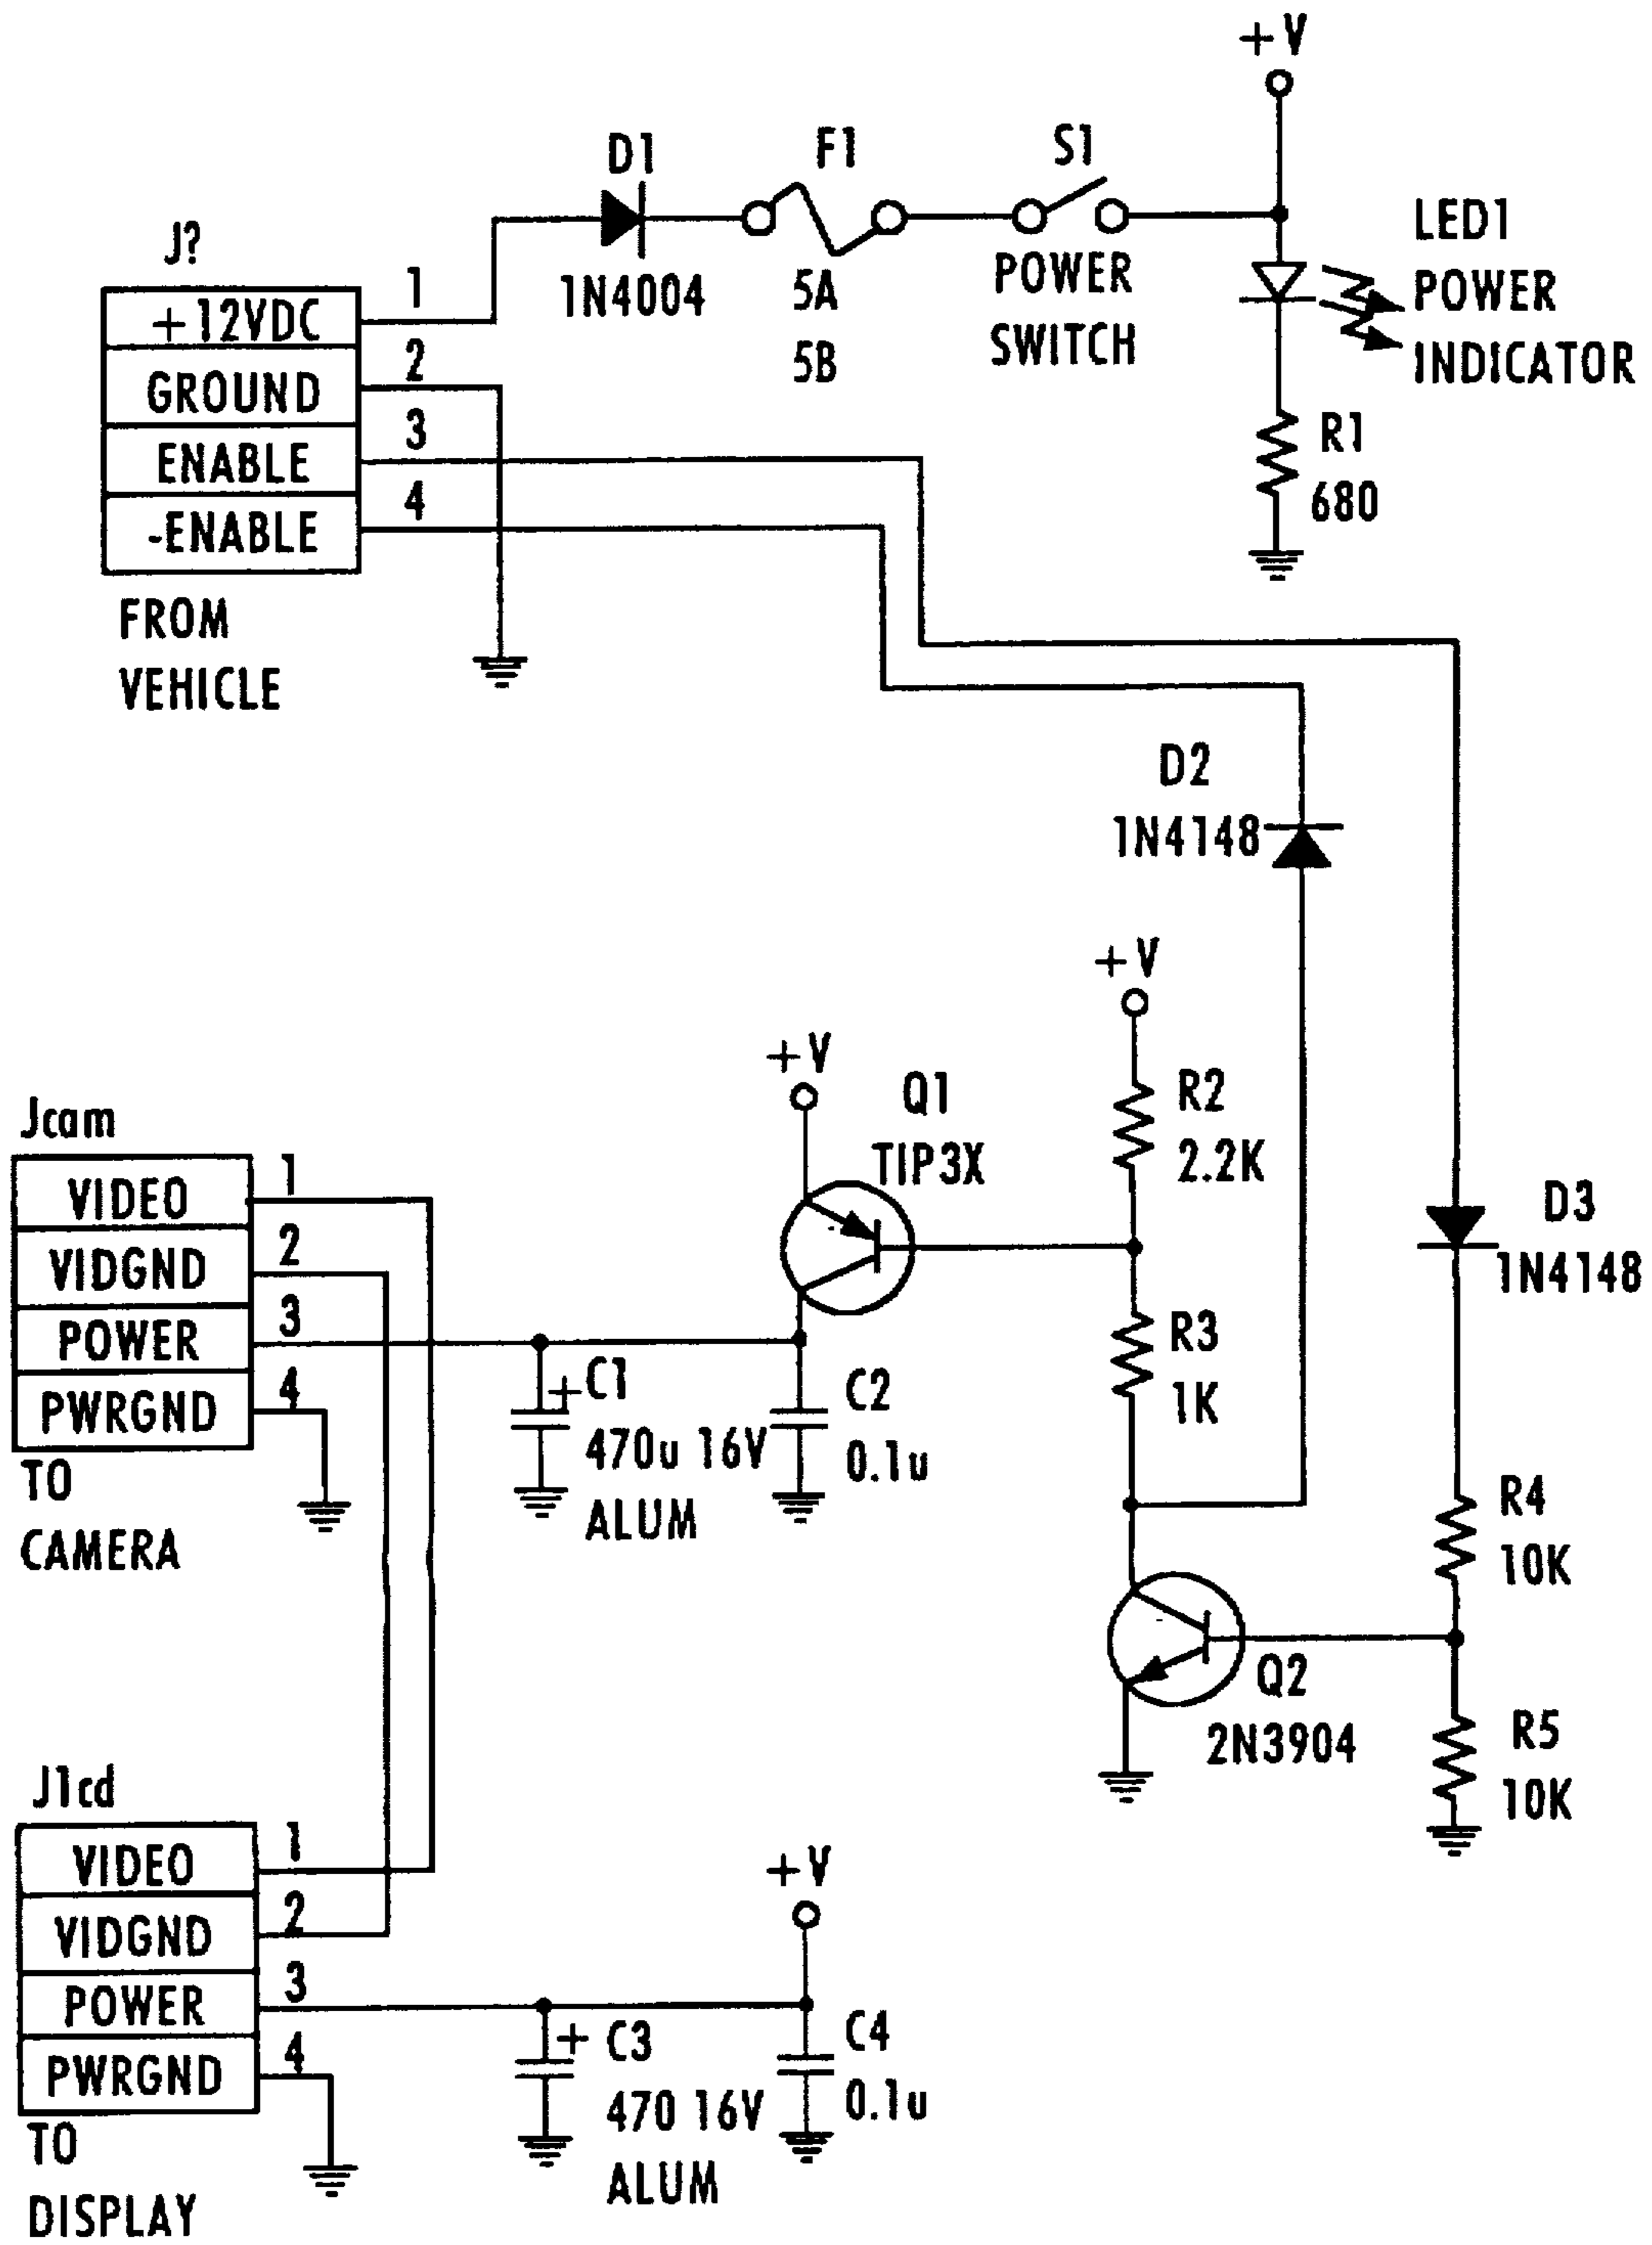 +V
D1
F1
S1
J?
1N4004
5A
5B
POWER
SWITCH
LED1
POWER
INDICATOR
+12VDC
1
GROUND
2
ENABLE
3
-ENABLE
4
FROM
VEHICLE
R1
680
D2
1N4148
+V
+V
Q1
TIP3X
R2
2.2K
D3
1N4148
Jcam
VIDEO
1
VIDGND
2
POWER
3
PWRGND
4
TO
CAMERA
+C1
470u 16V
ALUM
C2
0.1u
R3
1K
R4
10K
Q2
2N3904
R5
10K
J1cd
VIDEO
1
VIDGND
2
POWER
3
PWRGND
4
TO
DISPLAY
+V
+ C3
470 16V
ALUM
C4
0.1u